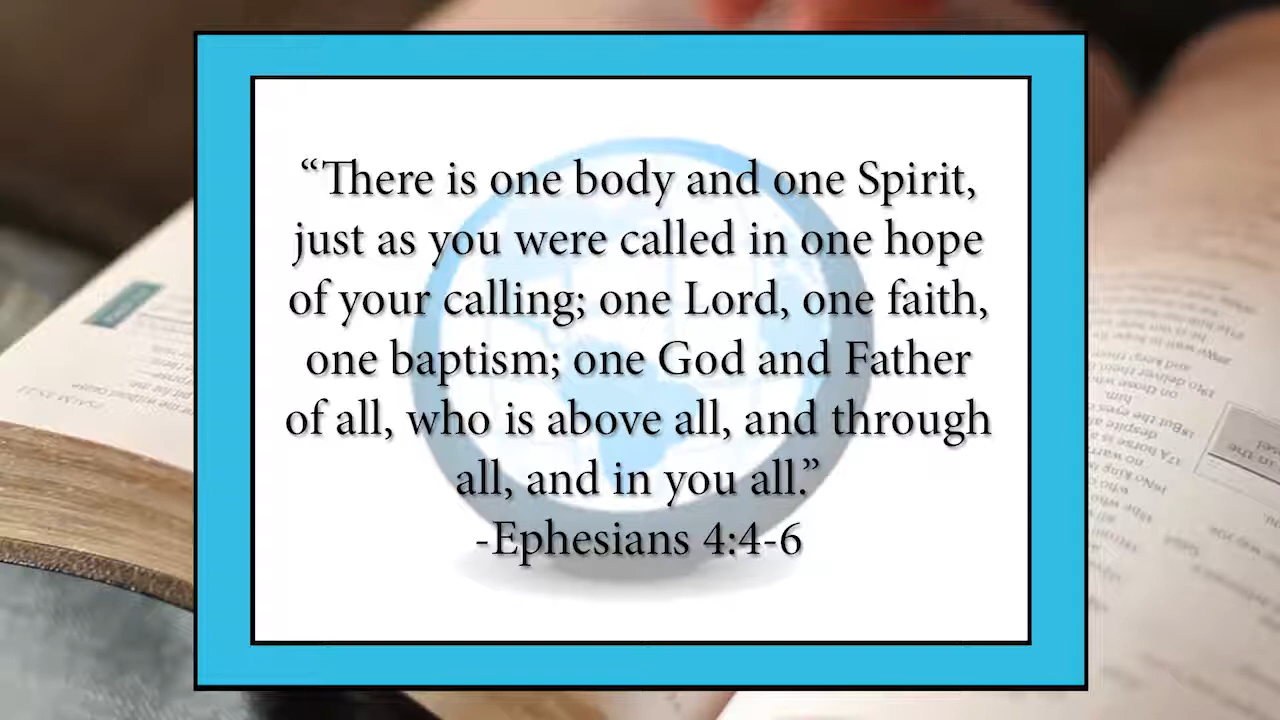 “There is one body and one Spirit,
just as you were called in one hope
of your calling; one Lord, one faith,
one baptism; one God and Father
of all, who is above all, and through
all, and in you all.”
-Ephesians 4:4-6